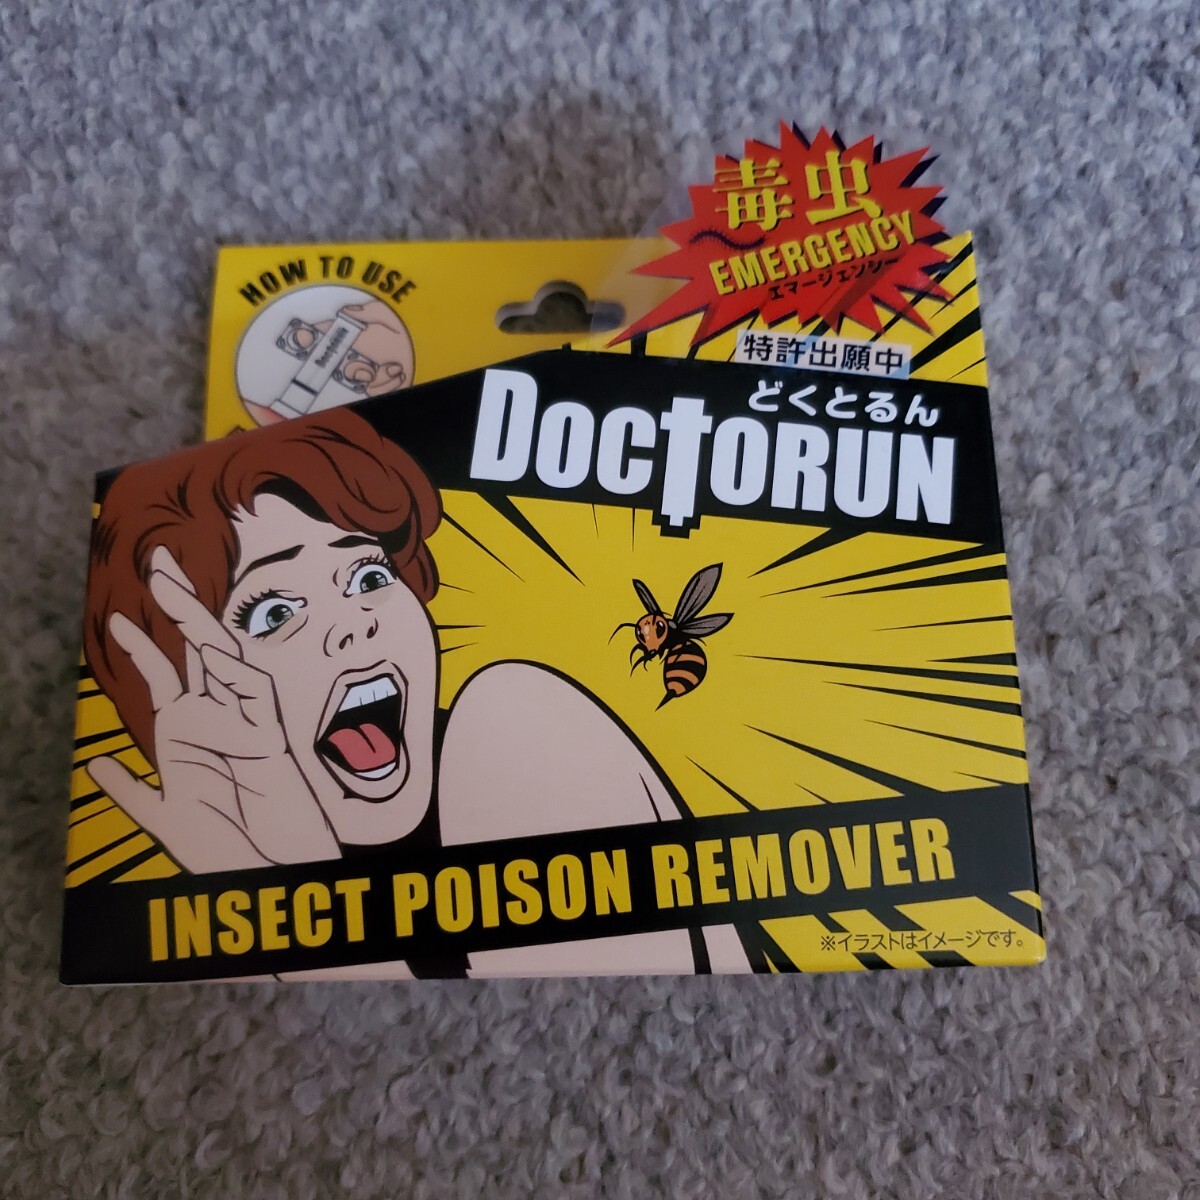 HOW TO USE
毒虫
EMERGENCY
エマージェンシー
特許出願中
どくとるん
DOCTORUN
INSECT POISON REMOVER
※イラストはイメージです。